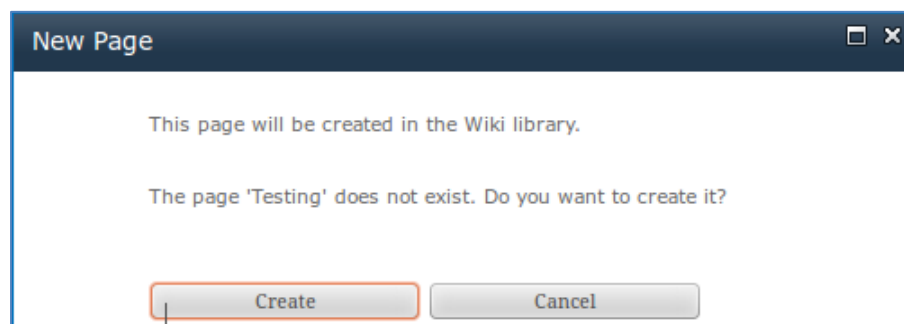 New Page
This page will be created in the Wiki library.
The page 'Testing' does not exist. Do you want to create it?
Create Cancel